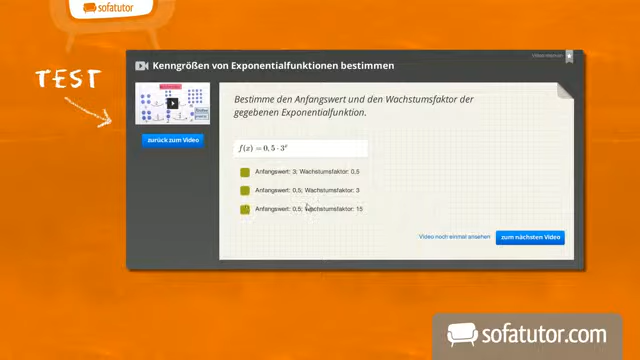 sofatutor
TEST
Kenngrößen von Exponentialfunktionen bestimmen
zurück zum Video
Bestimme den Anfangswert und den Wachstumsfaktor der
gegebenen Exponentialfunktion.
f(x) = 0,5 · 3ˣ
Anfangswert: 3; Wachstumsfaktor: 0,5
Anfangswert: 0,5; Wachstumsfaktor: 3
Anfangswert: 0,5; Wachstumsfaktor: 15
Video noch einmal ansehen
zum nächsten Video
sofatutor.com